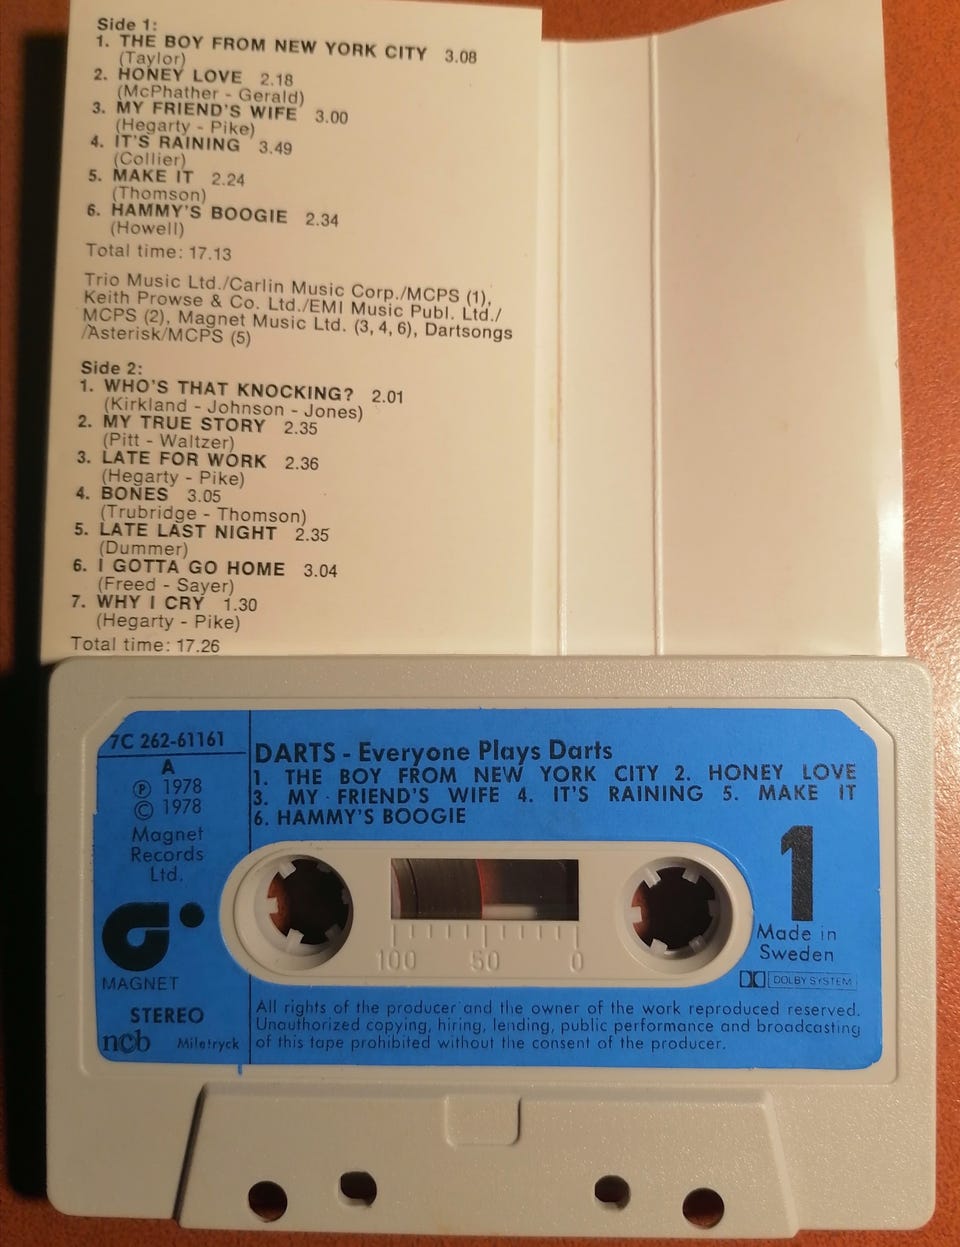 Side 1:
1. THE BOY FROM NEW YORK CITY 3.08
(Taylor)
2. HONEY LOVE 2.18
(McPhather - Gerald)
3. MY FRIEND'S WIFE 3.00
(Hegarty - Pike)
4. IT'S RAINING 3.49
(Collier)
5. MAKE IT 2.24
(Thomson)
6. HAMMY'S BOOGIE 2.34
(Howell)
Total time: 17.13
Trio Music Ltd./Carlin Music Corp./MCPS (1),
Keith Prowse & Co. Ltd./EMI Music Publ. Ltd./
MCPS (2), Magnet Music Ltd. (3, 4, 6), Dartsongs
/Asterisk/MCPS (5)
Side 2:
1. WHO'S THAT KNOCKING? 2.01
(Kirkland - Johnson - Jones)
2. MY TRUE STORY 2.35
(Pitt - Waltzer)
3. LATE FOR WORK 2.36
(Hegarty - Pike)
4. BONES 3.05
(Trubridge - Thomson)
5. LATE LAST NIGHT 2.35
(Dummer)
6. I GOTTA GO HOME 3.04
(Freed - Sayer)
7. WHY I CRY 1.30
(Hegarty - Pike)
Total time: 17.26
7C 262-61161
A
Ⓟ 1978
© 1978
Magnet
Records
Ltd.
MAGNET
STEREO
ncb Miletryck
DARTS - Everyone Plays Darts
1. THE BOY FROM NEW YORK CITY 2. HONEY LOVE
3. MY FRIEND'S WIFE 4. IT'S RAINING 5. MAKE IT
6. HAMMY'S BOOGIE
1
Made in
Sweden
DOLBY SYSTEM
100 50 0
All rights of the producer and the owner of the work reproduced reserved.
Unauthorized copying, hiring, lending, public performance and broadcasting
of this tape prohibited without the consent of the producer.